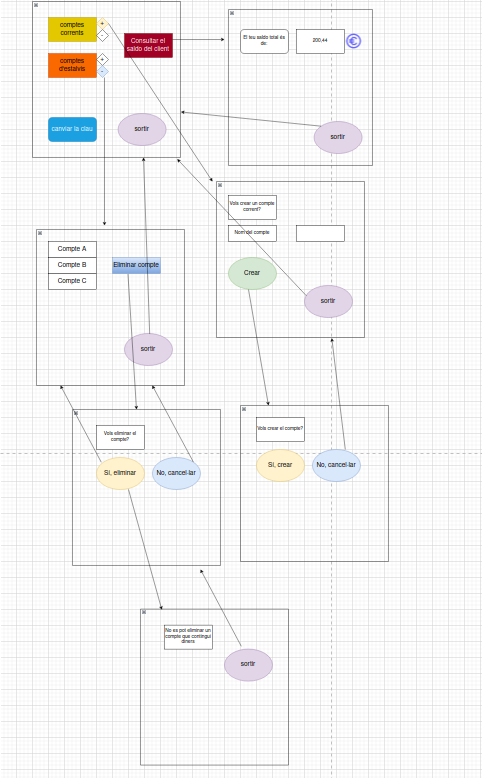 comptes
corrents
+
-
Consultar el
saldo del client
comptes
d'estalvis
+
-
canviar la clau
sortir
El teu saldo total és
de:
200,44
€
sortir
Vols crear un compte
corrent?
Nom del compte
Crear
sortir
Compte A
Compte B
Compte C
Eliminar compte
sortir
Vols eliminar el
compte?
Sí, eliminar
No, cancel·lar
Vols crear el compte?
Sí, crear
No, cancel·lar
No es pot eliminar un
compte que contingui
diners
sortir